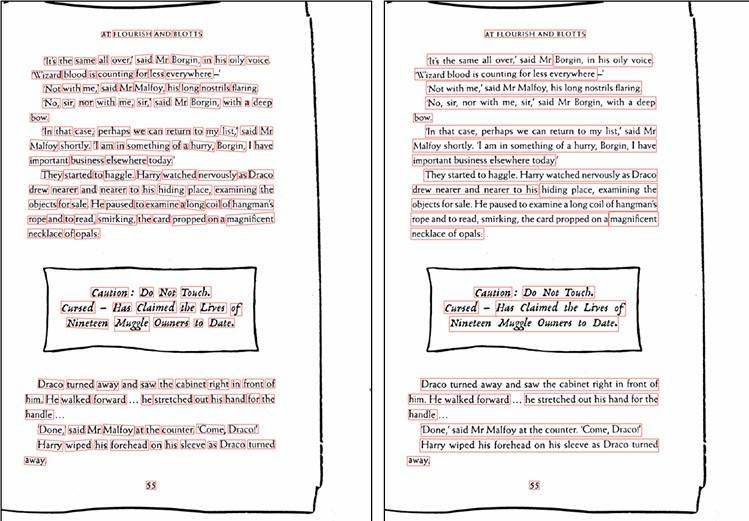 AT FLOURISH AND BLOTTS
'It's the same all over,' said Mr Borgin, in his oily voice.
'Wizard blood is counting for less everywhere –'
'Not with me,' said Mr Malfoy, his long nostrils flaring.
'No, sir, nor with me, sir,' said Mr Borgin, with a deep
bow.
'In that case, perhaps we can return to my list,' said Mr
Malfoy shortly. 'I am in something of a hurry, Borgin, I have
important business elsewhere today.'
They started to haggle. Harry watched nervously as Draco
drew nearer and nearer to his hiding place, examining the
objects for sale. He paused to examine a long coil of hangman's
rope and to read, smirking, the card propped on a magnificent
necklace of opals:
Caution: Do Not Touch.
Cursed – Has Claimed the Lives of
Nineteen Muggle Owners to Date.
Draco turned away and saw the cabinet right in front of
him. He walked forward ... he stretched out his hand for the
handle ...
'Done,' said Mr Malfoy at the counter. 'Come, Draco!'
Harry wiped his forehead on his sleeve as Draco turned
away.
55
AT FLOURISH AND BLOTTS
'It's the same all over,' said Mr Borgin, in his oily voice.
'Wizard blood is counting for less everywhere –'
'Not with me,' said Mr Malfoy, his long nostrils flaring.
'No, sir, nor with me, sir,' said Mr Borgin, with a deep
bow.
'In that case, perhaps we can return to my list,' said Mr
Malfoy shortly. 'I am in something of a hurry, Borgin, I have
important business elsewhere today.'
They started to haggle. Harry watched nervously as Draco
drew nearer and nearer to his hiding place, examining the
objects for sale. He paused to examine a long coil of hangman's
rope and to read, smirking, the card propped on a magnificent
necklace of opals:
Caution: Do Not Touch.
Cursed – Has Claimed the Lives of
Nineteen Muggle Owners to Date.
Draco turned away and saw the cabinet right in front of
him. He walked forward ... he stretched out his hand for the
handle ...
'Done,' said Mr Malfoy at the counter. 'Come, Draco!'
Harry wiped his forehead on his sleeve as Draco turned
away.
55